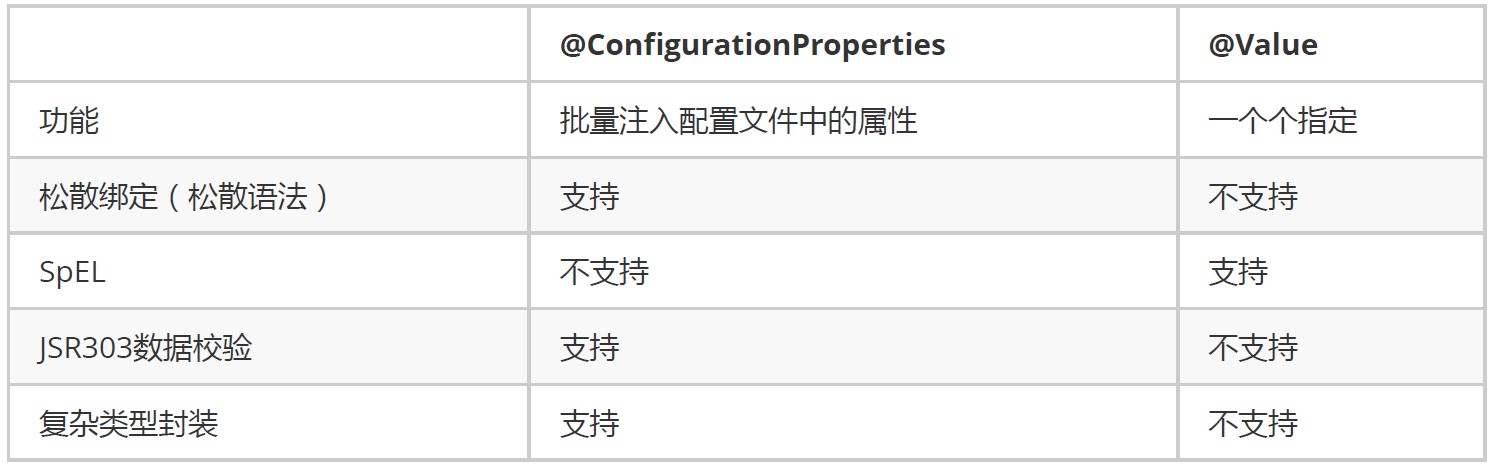 @ConfigurationProperties @Value
功能 批量注入配置文件中的属性 一个个指定
松散绑定（松散语法） 支持 不支持
SpEL 不支持 支持
JSR303数据校验 支持 不支持
复杂类型封装 支持 不支持